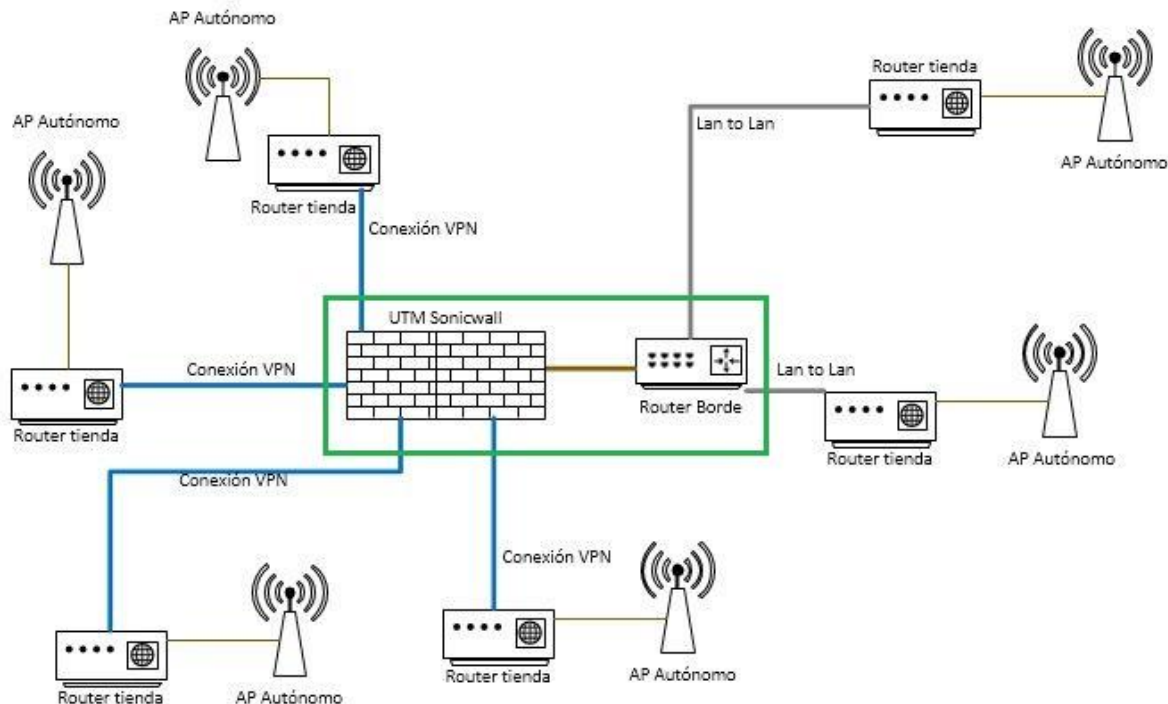 AP Autónomo
Router tienda
Lan to Lan
AP Autónomo
AP Autónomo
Router tienda
Conexión VPN
UTM Sonicwall
Conexión VPN
Lan to Lan
Router Borde
Router tienda
Router tienda
AP Autónomo
Conexión VPN
Conexión VPN
Router tienda
AP Autónomo
Router tienda
AP Autónomo